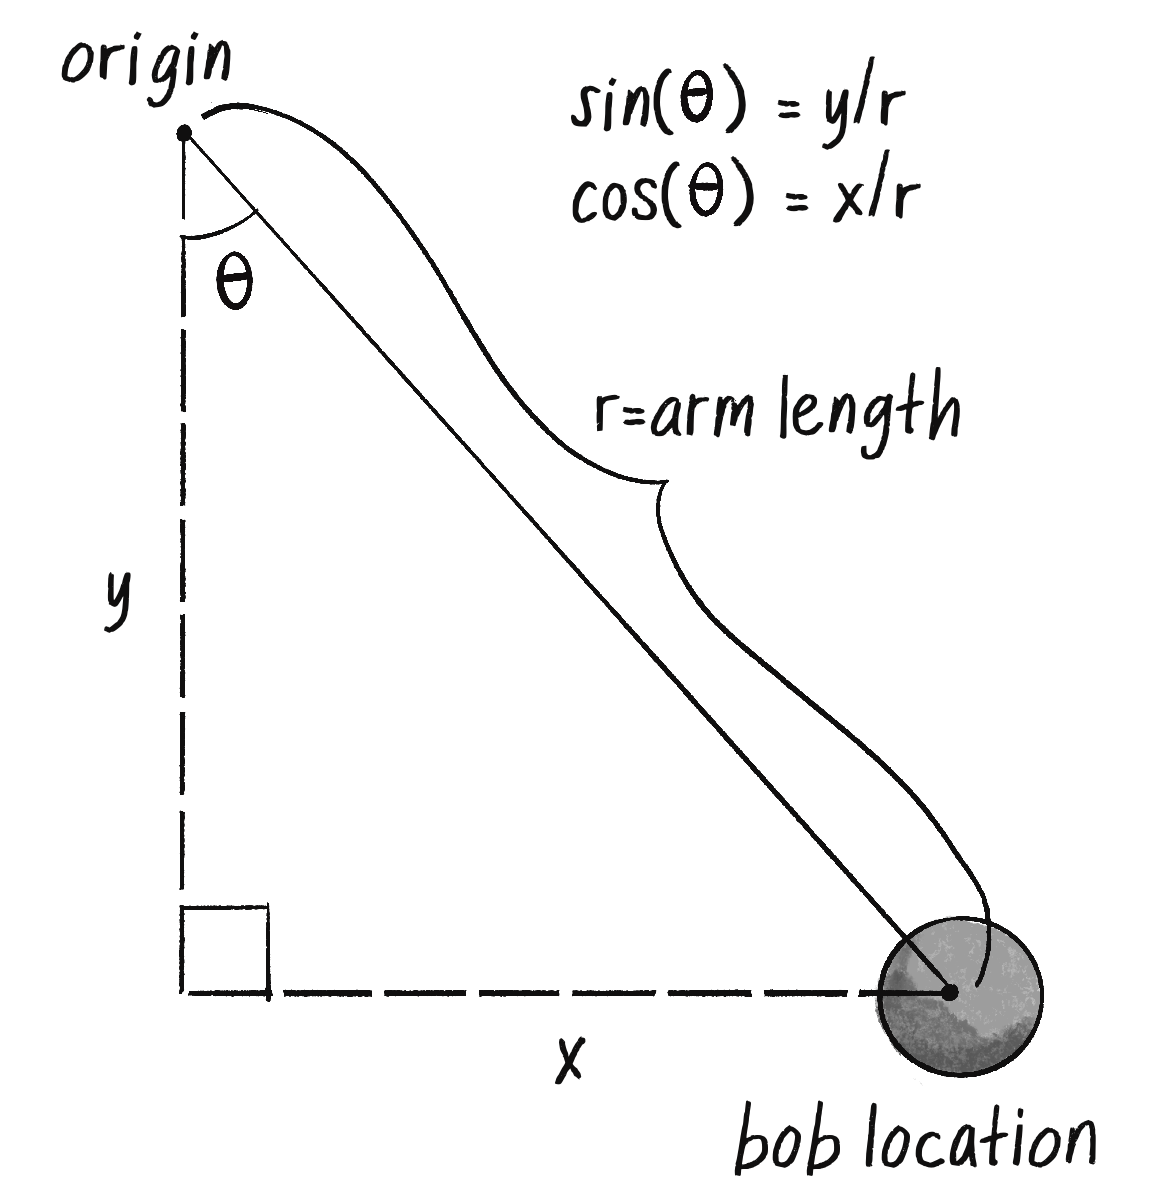 origin
sin(θ) = y/r
cos(θ) = x/r
θ
r=arm length
y
x
bob location